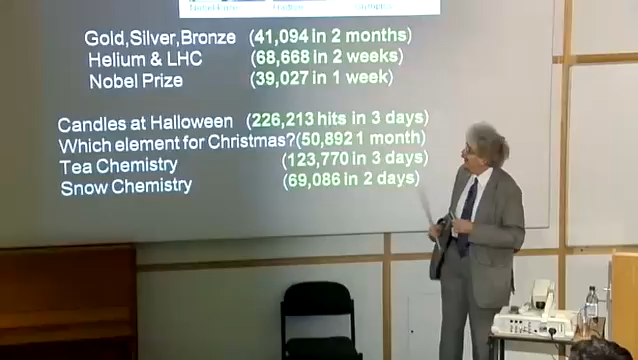 Gold,Silver,Bronze (41,094 in 2 months)
Helium & LHC (68,668 in 2 weeks)
Nobel Prize (39,027 in 1 week)
Candles at Halloween (226,213 hits in 3 days)
Which element for Christmas?(50,892 1 month)
Tea Chemistry (123,770 in 3 days)
Snow Chemistry (69,086 in 2 days)